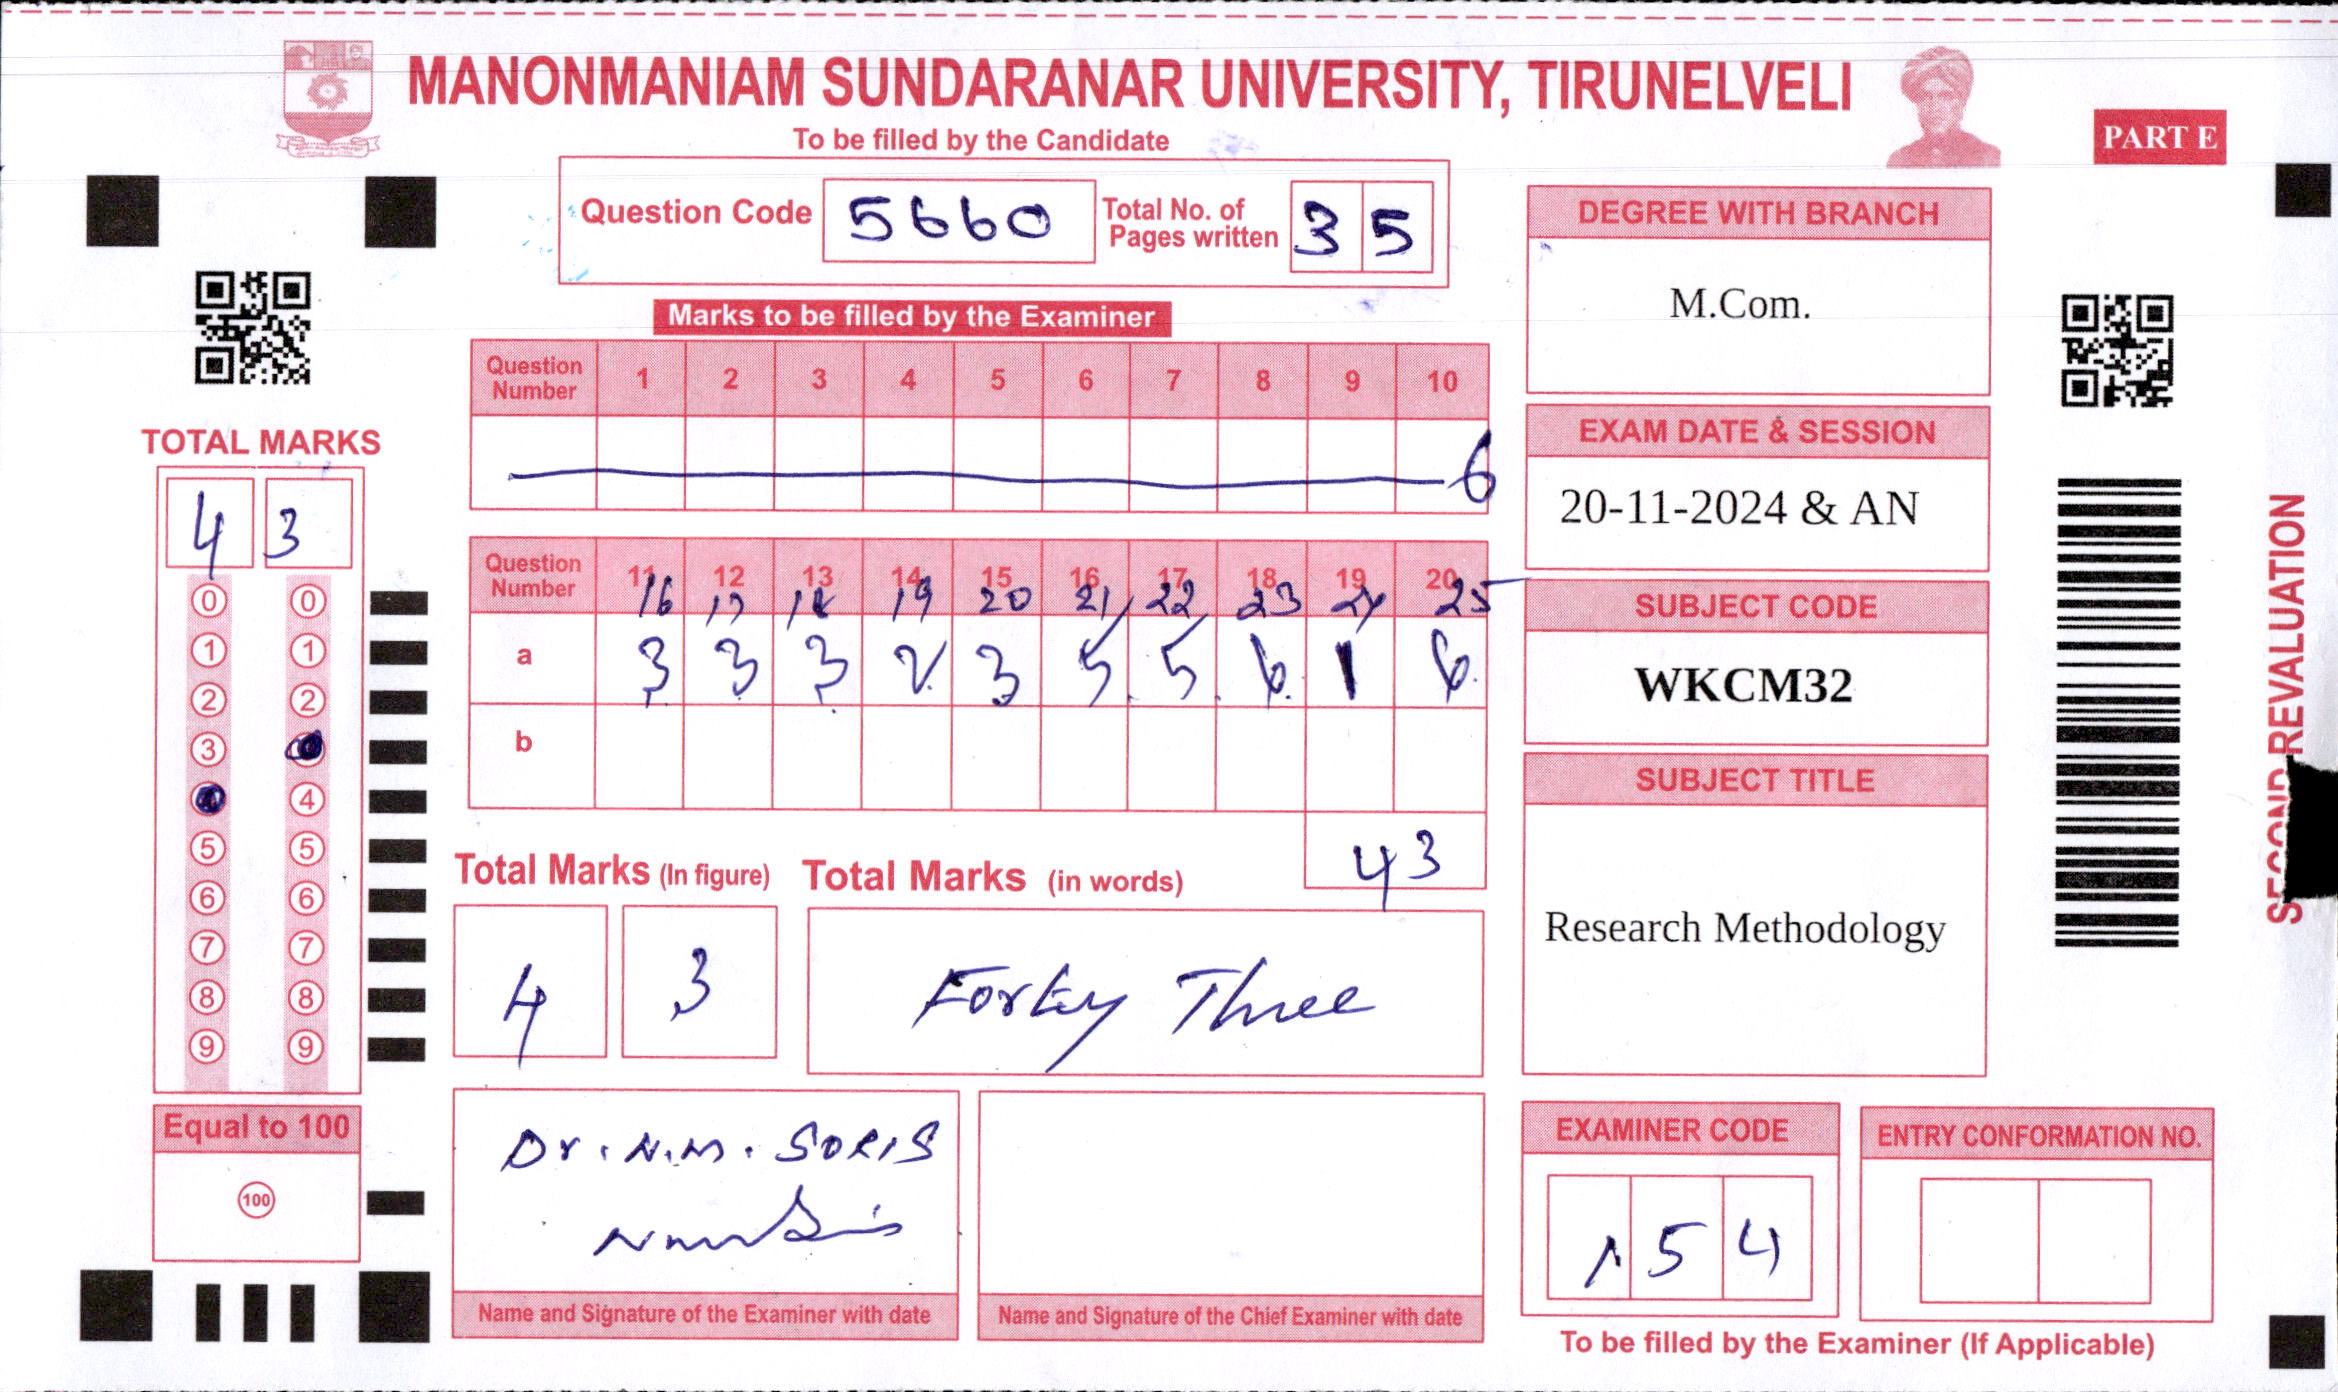 MANONMANIAM SUNDARANAR UNIVERSITY, TIRUNELVELI
PART E
To be filled by the Candidate
Question Code 5660 Total No. of Pages written 35
Marks to be filled by the Examiner
Question Number 1 2 3 4 5 6 7 8 9 10
6
Question Number 11 12 13 14 15 16 17 18 19 20
16 17 18 19 20 21 22 23 24 25
a 3 3 3 2 3 5 5 6 1 6
b
43
TOTAL MARKS
4 3
0 0
1 1
2 2
3
4
5 5
6 6
7 7
8 8
9 9
Equal to 100
100
Total Marks (In figure) Total Marks (in words)
4 3 Forty Three
Dr. N.M. SORIS
Name and Signature of the Examiner with date
Name and Signature of the Chief Examiner with date
DEGREE WITH BRANCH
M.Com.
EXAM DATE & SESSION
20-11-2024 & AN
SUBJECT CODE
WKCM32
SUBJECT TITLE
Research Methodology
EXAMINER CODE
154
ENTRY CONFORMATION NO.
To be filled by the Examiner (If Applicable)
SECOND REVALUATION